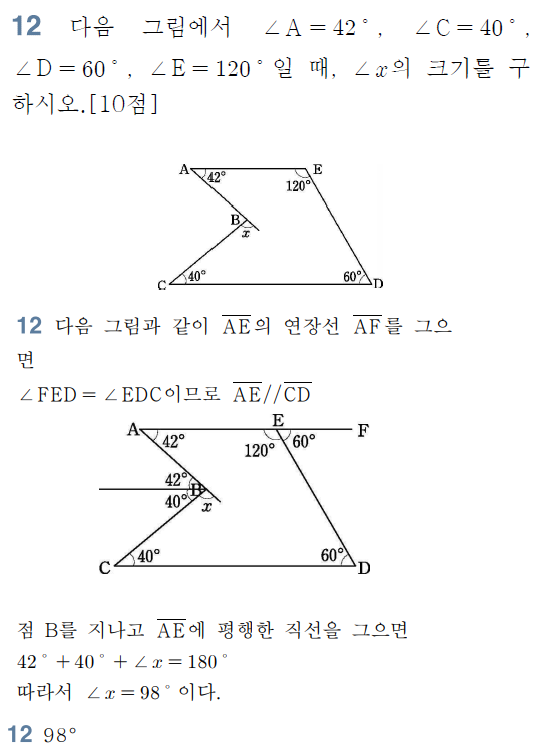 12 다음 그림에서 ∠A=42°, ∠C=40°,
∠D=60°, ∠E=120°일 때, ∠x의 크기를 구
하시오.[10점]
A 42° E
120°
B
x
C 40° 60° D
12 다음 그림과 같이 AE의 연장선 AF를 그으
면
∠FED=∠EDC이므로 AE//CD
A 42° E 60° F
120°
42° B
40° x
C 40° 60° D
점 B를 지나고 AE에 평행한 직선을 그으면
42°+40°+∠x=180°
따라서 ∠x=98°이다.
12 98°